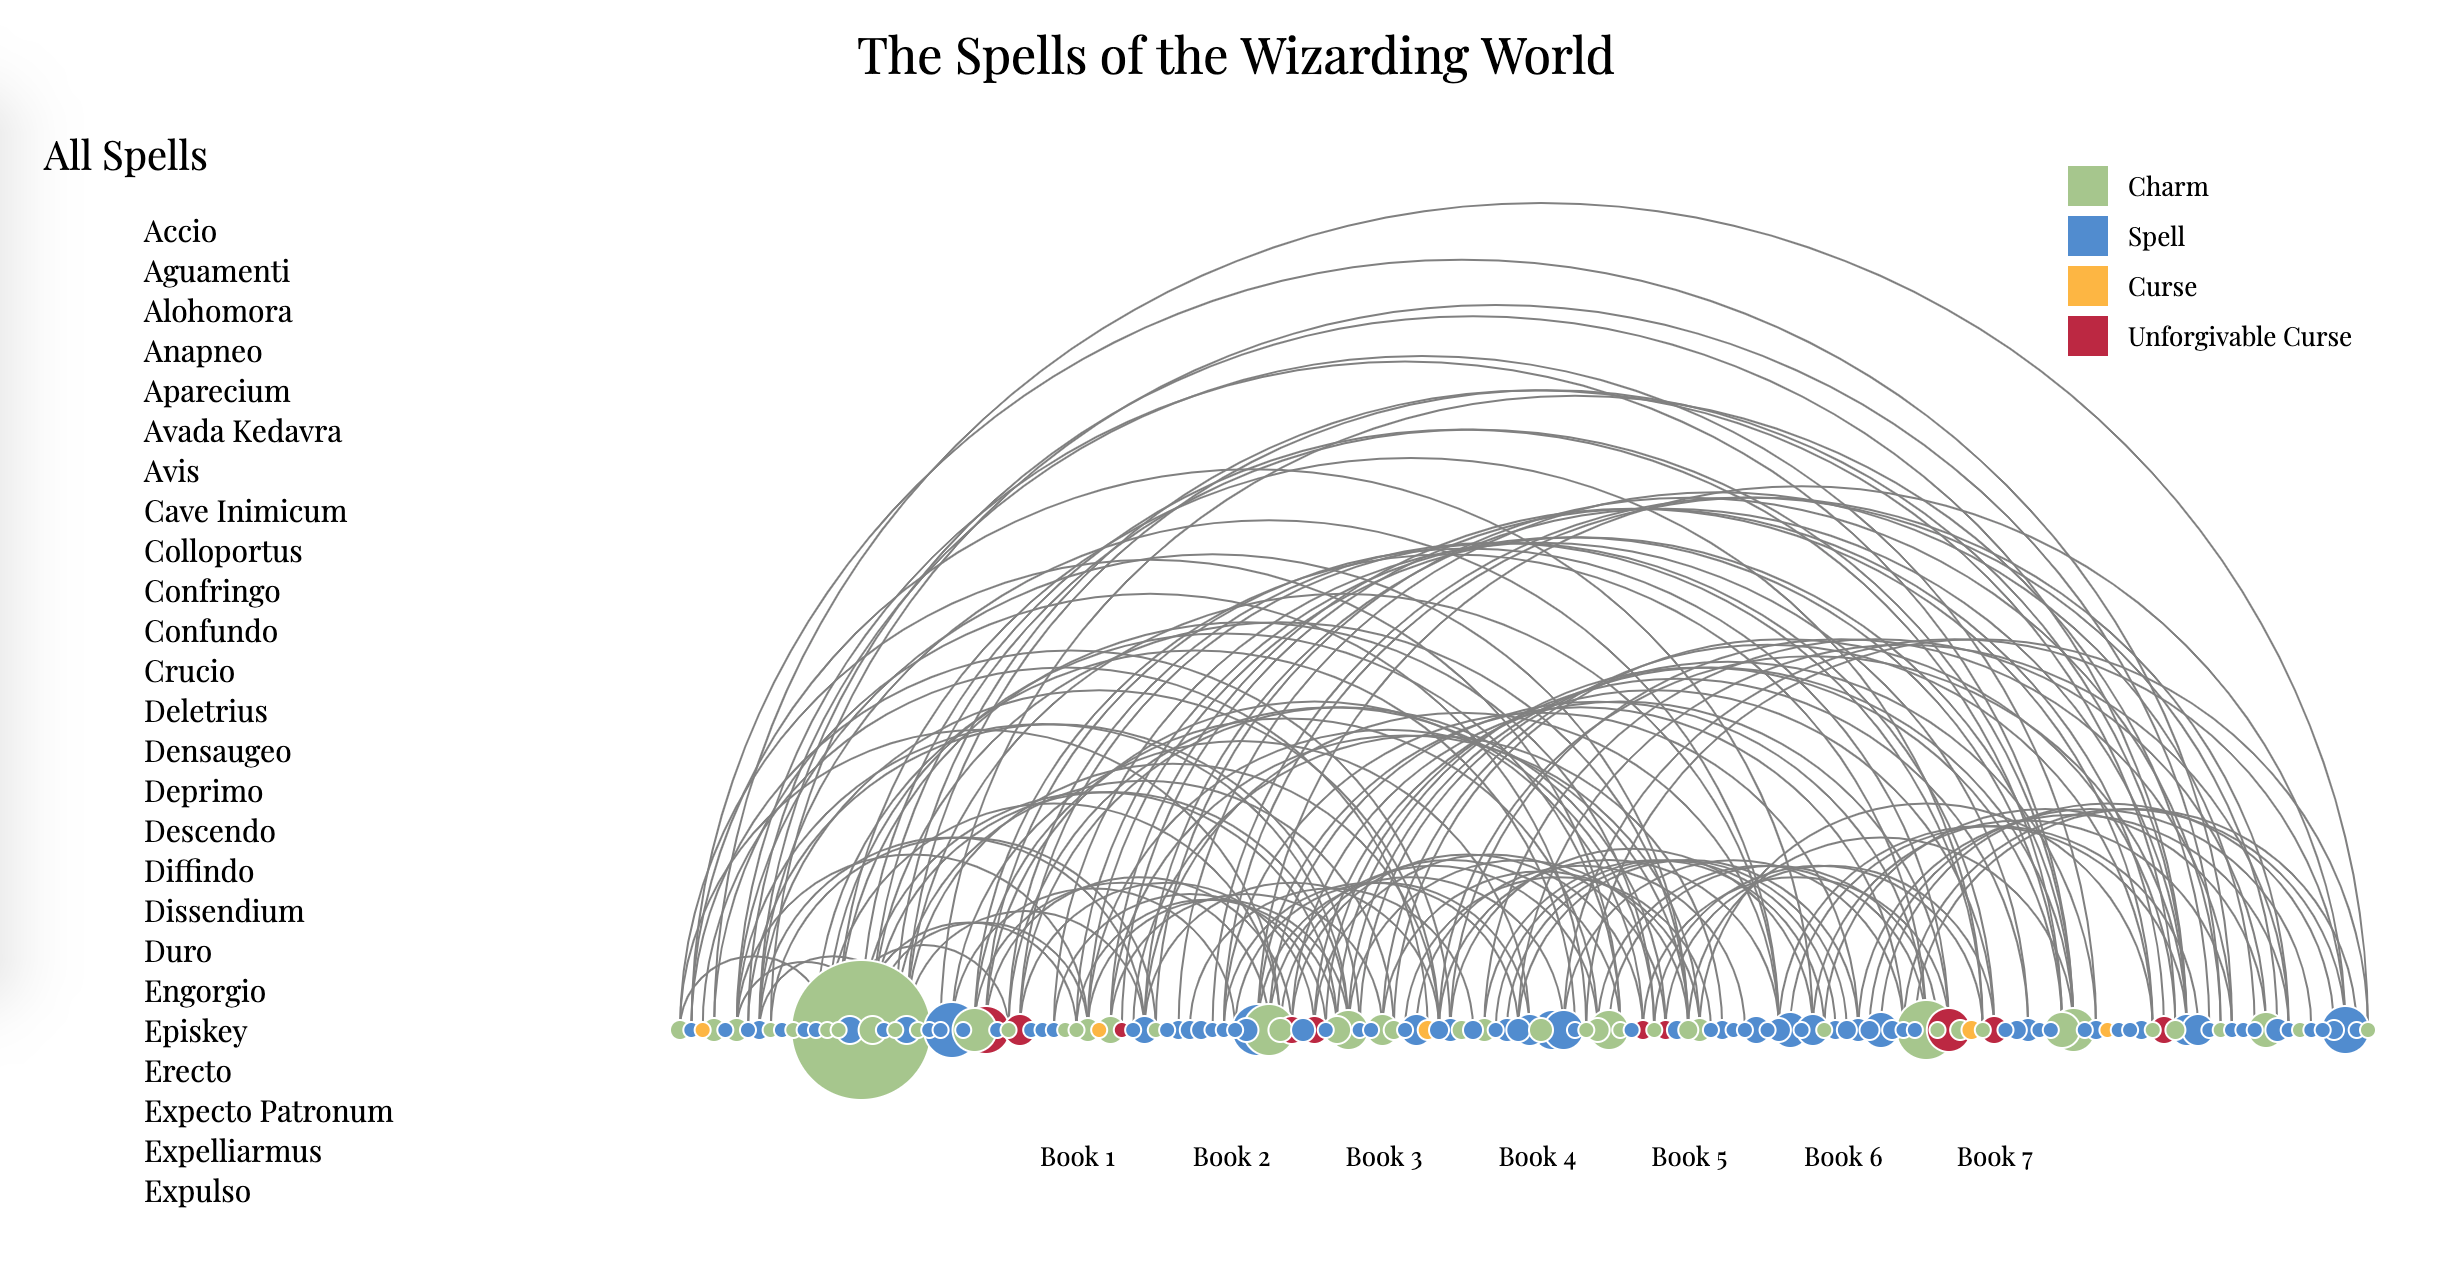 The Spells of the Wizarding World
All Spells
Accio
Aguamenti
Alohomora
Anapneo
Aparecium
Avada Kedavra
Avis
Cave Inimicum
Colloportus
Confringo
Confundo
Crucio
Deletrius
Densaugeo
Deprimo
Descendo
Diffindo
Dissendium
Duro
Engorgio
Episkey
Erecto
Expecto Patronum
Expelliarmus
Expulso
Charm
Spell
Curse
Unforgivable Curse
Book 1 Book 2 Book 3 Book 4 Book 5 Book 6 Book 7